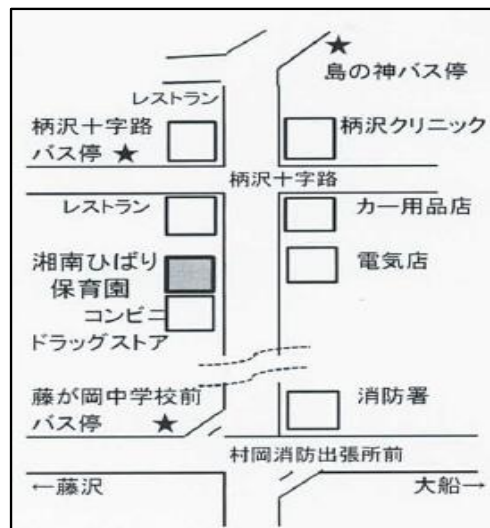 島の神バス停
レストラン
柄沢十字路
バス停
柄沢クリニック
柄沢十字路
レストラン
カー用品店
湘南ひばり
保育園
電気店
コンビニ
ドラッグストア
藤が岡中学校前
バス停
消防署
村岡消防出張所前
←藤沢
大船→